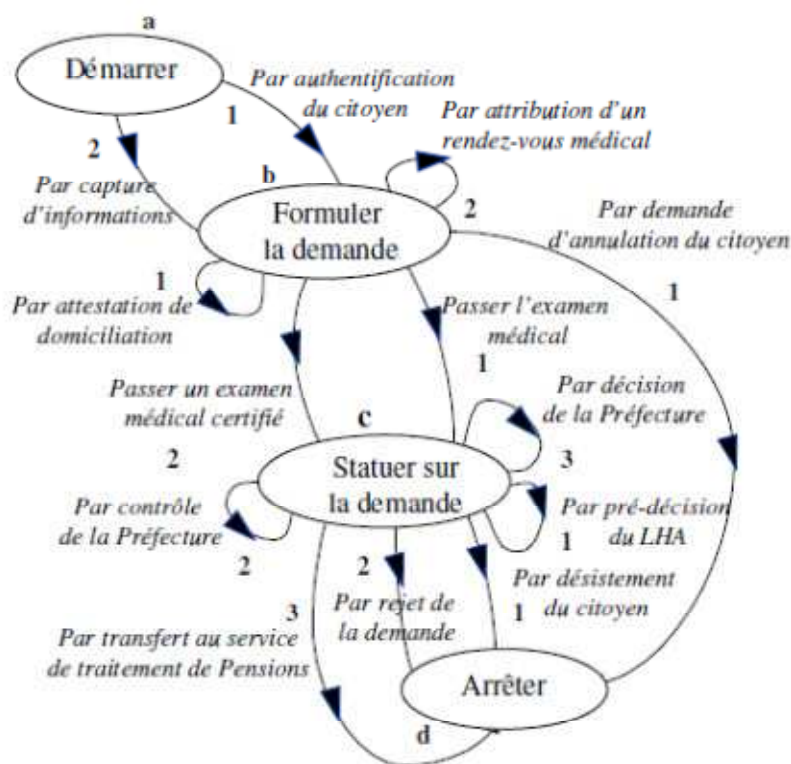 a
Démarrer
1
Par authentification
du citoyen
Par attribution d'un
rendez-vous médical
2
Par capture
d'informations
b
Formuler
la demande
2
Par demande
d'annulation du citoyen
1
1
Par attestation de
domiciliation
Passer l'examen
médical
1
Passer un examen
médical certifié
2
c
Statuer sur
la demande
Par décision
de la Préfecture
3
Par contrôle
de la Préfecture
2
Par pré-décision
du LHA
1
2
Par rejet de
la demande
Par désistement
du citoyen
1
3
Par transfert au service
de traitement de Pensions
Arrêter
d